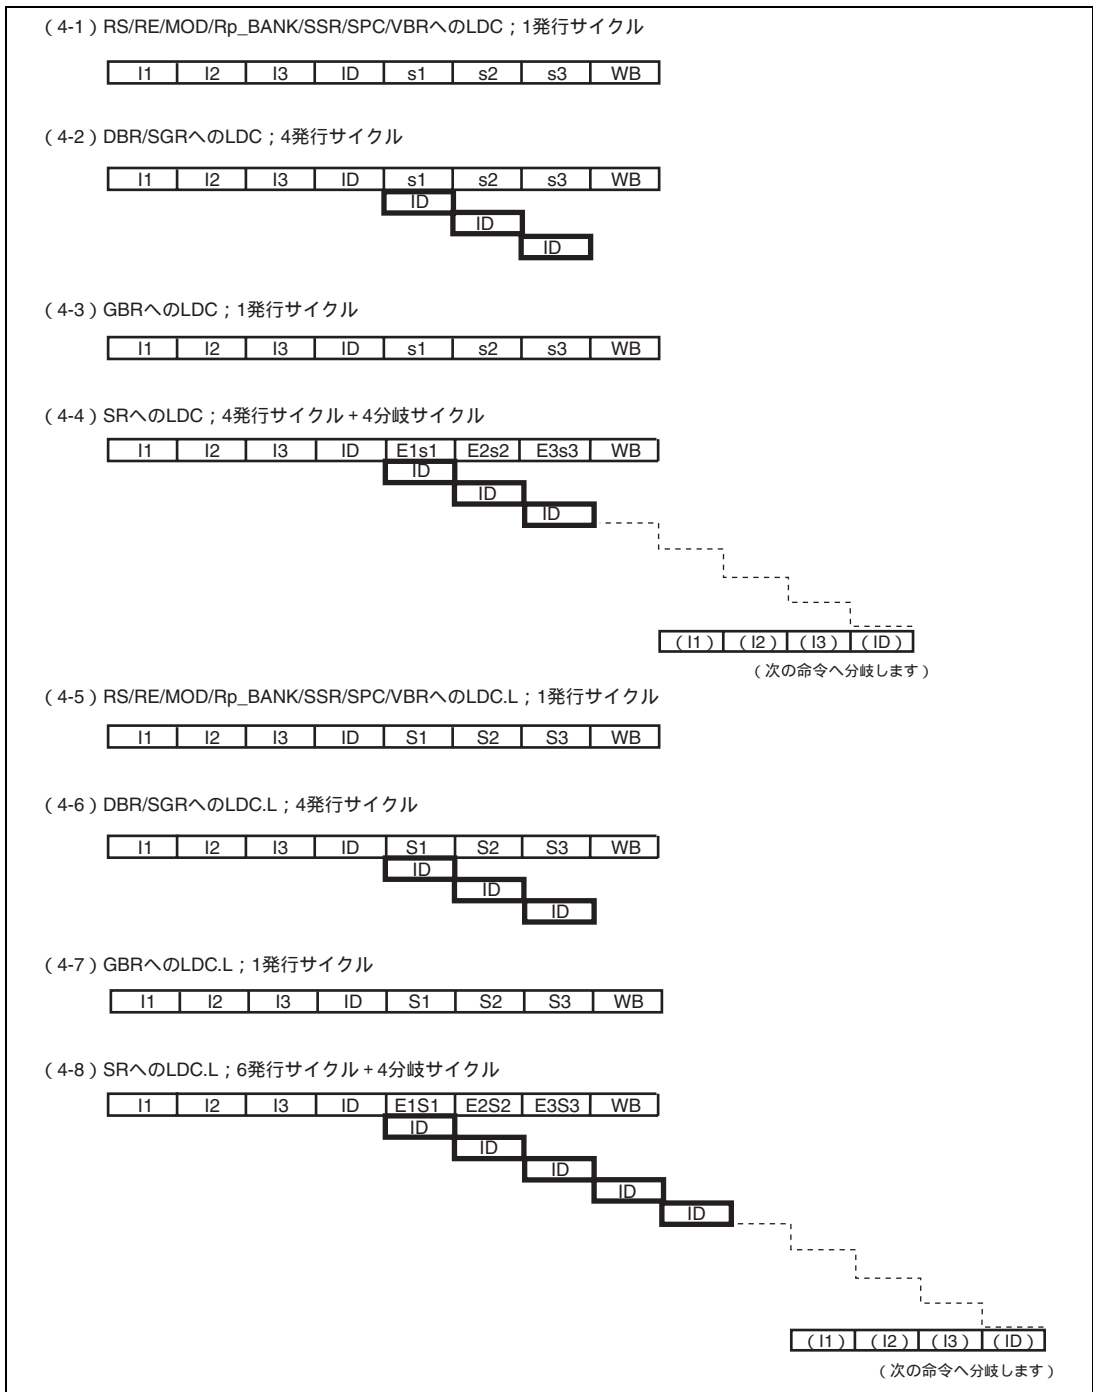 （4-1）RS/RE/MOD/Rp_BANK/SSR/SPC/VBRへのLDC；1発行サイクル
I1 I2 I3 ID s1 s2 s3 WB
（4-2）DBR/SGRへのLDC；4発行サイクル
I1 I2 I3 ID s1 s2 s3 WB
ID
ID
ID
（4-3）GBRへのLDC；1発行サイクル
I1 I2 I3 ID s1 s2 s3 WB
（4-4）SRへのLDC；4発行サイクル+4分岐サイクル
I1 I2 I3 ID E1s1 E2s2 E3s3 WB
ID
ID
ID
（I1） （I2） （I3） （ID）
（次の命令へ分岐します）
（4-5）RS/RE/MOD/Rp_BANK/SSR/SPC/VBRへのLDC.L；1発行サイクル
I1 I2 I3 ID S1 S2 S3 WB
（4-6）DBR/SGRへのLDC.L；4発行サイクル
I1 I2 I3 ID S1 S2 S3 WB
ID
ID
ID
（4-7）GBRへのLDC.L；1発行サイクル
I1 I2 I3 ID S1 S2 S3 WB
（4-8）SRへのLDC.L；6発行サイクル+4分岐サイクル
I1 I2 I3 ID E1S1 E2S2 E3S3 WB
ID
ID
ID
ID
ID
（I1） （I2） （I3） （ID）
（次の命令へ分岐します）